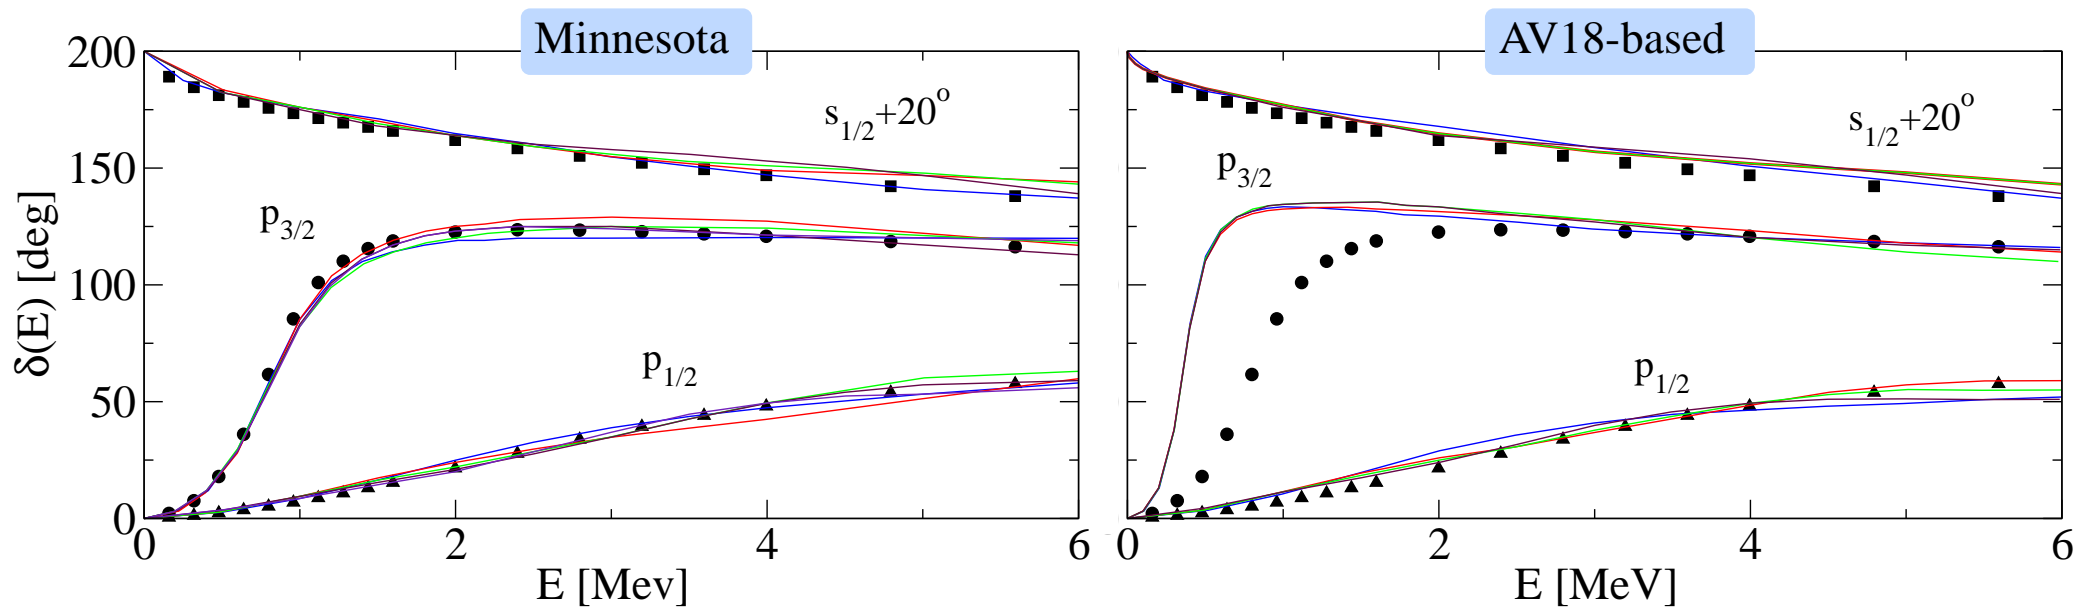 Minnesota
AV18-based
200
150
100
50
0
δ(E) [deg]
s1/2+20o
p3/2
p1/2
0 2 4 6
E [Mev]
s1/2+20o
p3/2
p1/2
0 2 4 6
E [MeV]